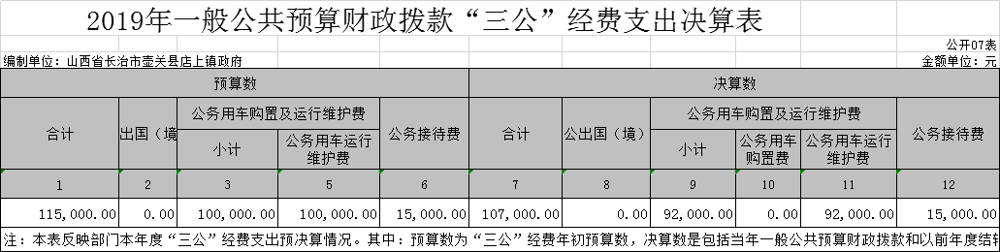 2019年一般公共预算财政拨款“三公”经费支出决算表
公开07表
编制单位：山西省长治市壶关县店上镇政府 金额单位：元
预算数 决算数
合计 出国（境 公务用车购置及运行维护费 公务接待费 合计 公出国（境） 公务用车购置及运行维护费 公务接待费
小计 公务用车运行维护费 小计 公务用车购置费 公务用车运行维护费
1 2 3 5 6 7 8 9 10 11 12
115,000.00 0.00 100,000.00 100,000.00 15,000.00 107,000.00 0.00 92,000.00 0.00 92,000.00 15,000.00
注：本表反映部门本年度“三公”经费支出预决算情况。其中：预算数为“三公”经费年初预算数，决算数是包括当年一般公共预算财政拨款和以前年度结转